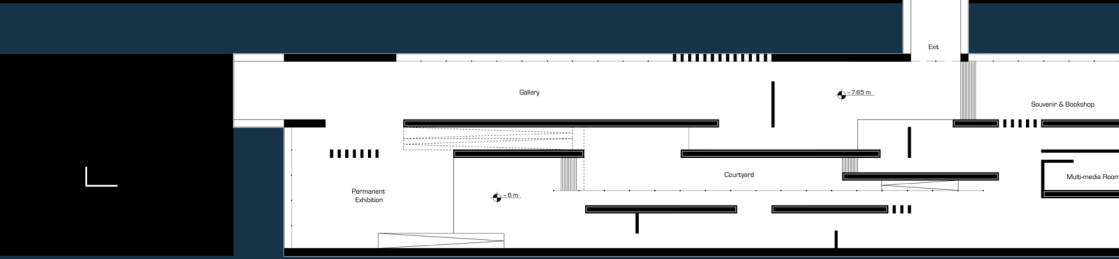 Exit
Gallery
- 7.65 m
Souvenir & Bookshop
Courtyard
Multi-media Room
Permanent
Exhibition
- 6 m